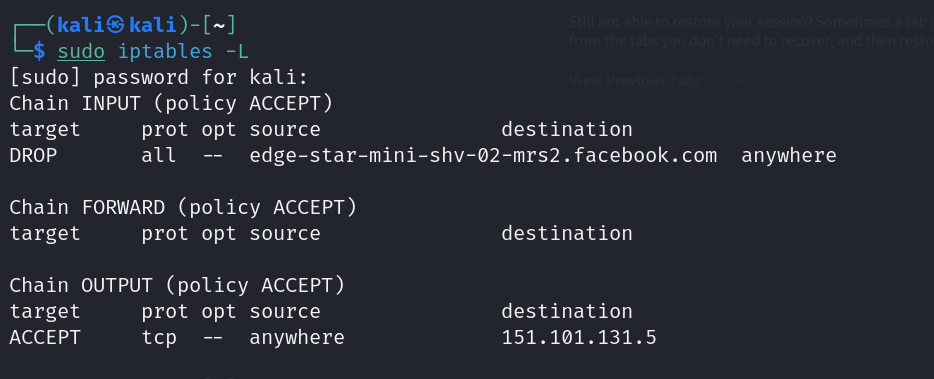 ┌──(kali㉿kali)-[~]
└─$ sudo iptables -L
[sudo] password for kali:
Chain INPUT (policy ACCEPT)
target     prot opt source               destination
DROP       all  --  edge-star-mini-shv-02-mrs2.facebook.com  anywhere

Chain FORWARD (policy ACCEPT)
target     prot opt source               destination

Chain OUTPUT (policy ACCEPT)
target     prot opt source               destination
ACCEPT     tcp  --  anywhere             151.101.131.5
Still not able to restore your session? Sometimes a tab i
from the tabs you don't need to recover, and then resto
View Previous Tabs